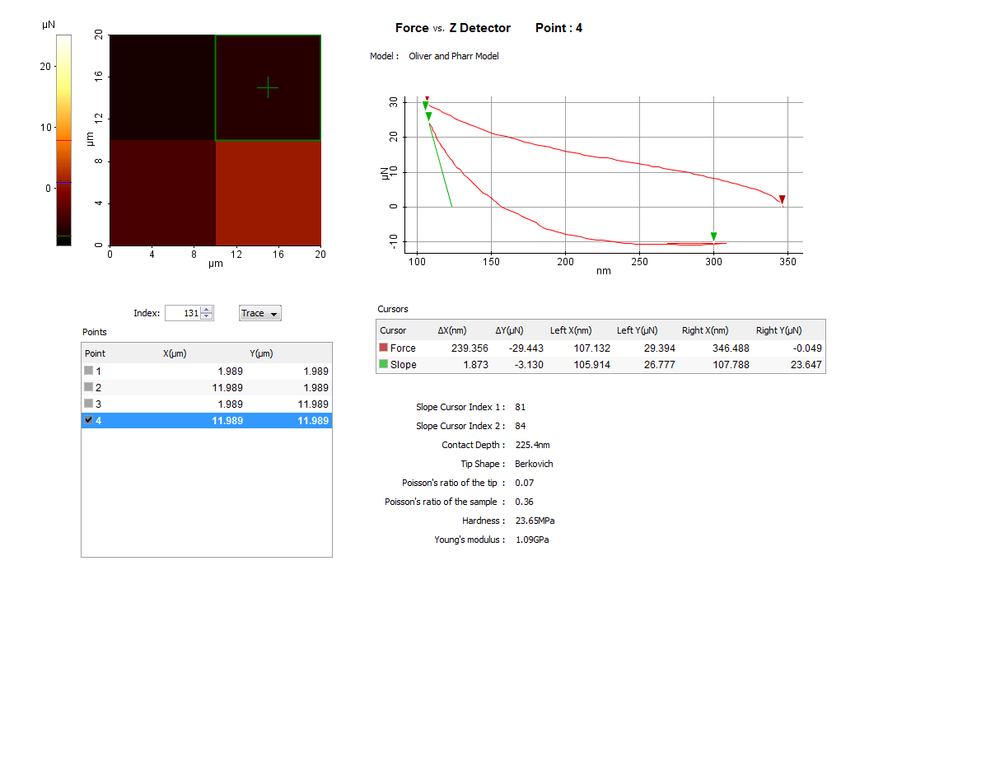 µN
20
10
0
20
16
12
8
4
0
µm
0 4 8 12 16 20
µm
Force vs. Z Detector Point : 4
Model : Oliver and Pharr Model
30
20
10
0
-10
µN
100 150 200 250 300 350
nm
Index: 131 Trace
Points
Point X(µm) Y(µm)
1 1.989 1.989
2 11.989 1.989
3 1.989 11.989
4 11.989 11.989
Cursors
Cursor ΔX(nm) ΔY(µN) Left X(nm) Left Y(µN) Right X(nm) Right Y(µN)
Force 239.356 -29.443 107.132 29.394 346.488 -0.049
Slope 1.873 -3.130 105.914 26.777 107.788 23.647
Slope Cursor Index 1 : 81
Slope Cursor Index 2 : 84
Contact Depth : 225.4nm
Tip Shape : Berkovich
Poisson's ratio of the tip : 0.07
Poisson's ratio of the sample : 0.36
Hardness : 23.65MPa
Young's modulus : 1.09GPa